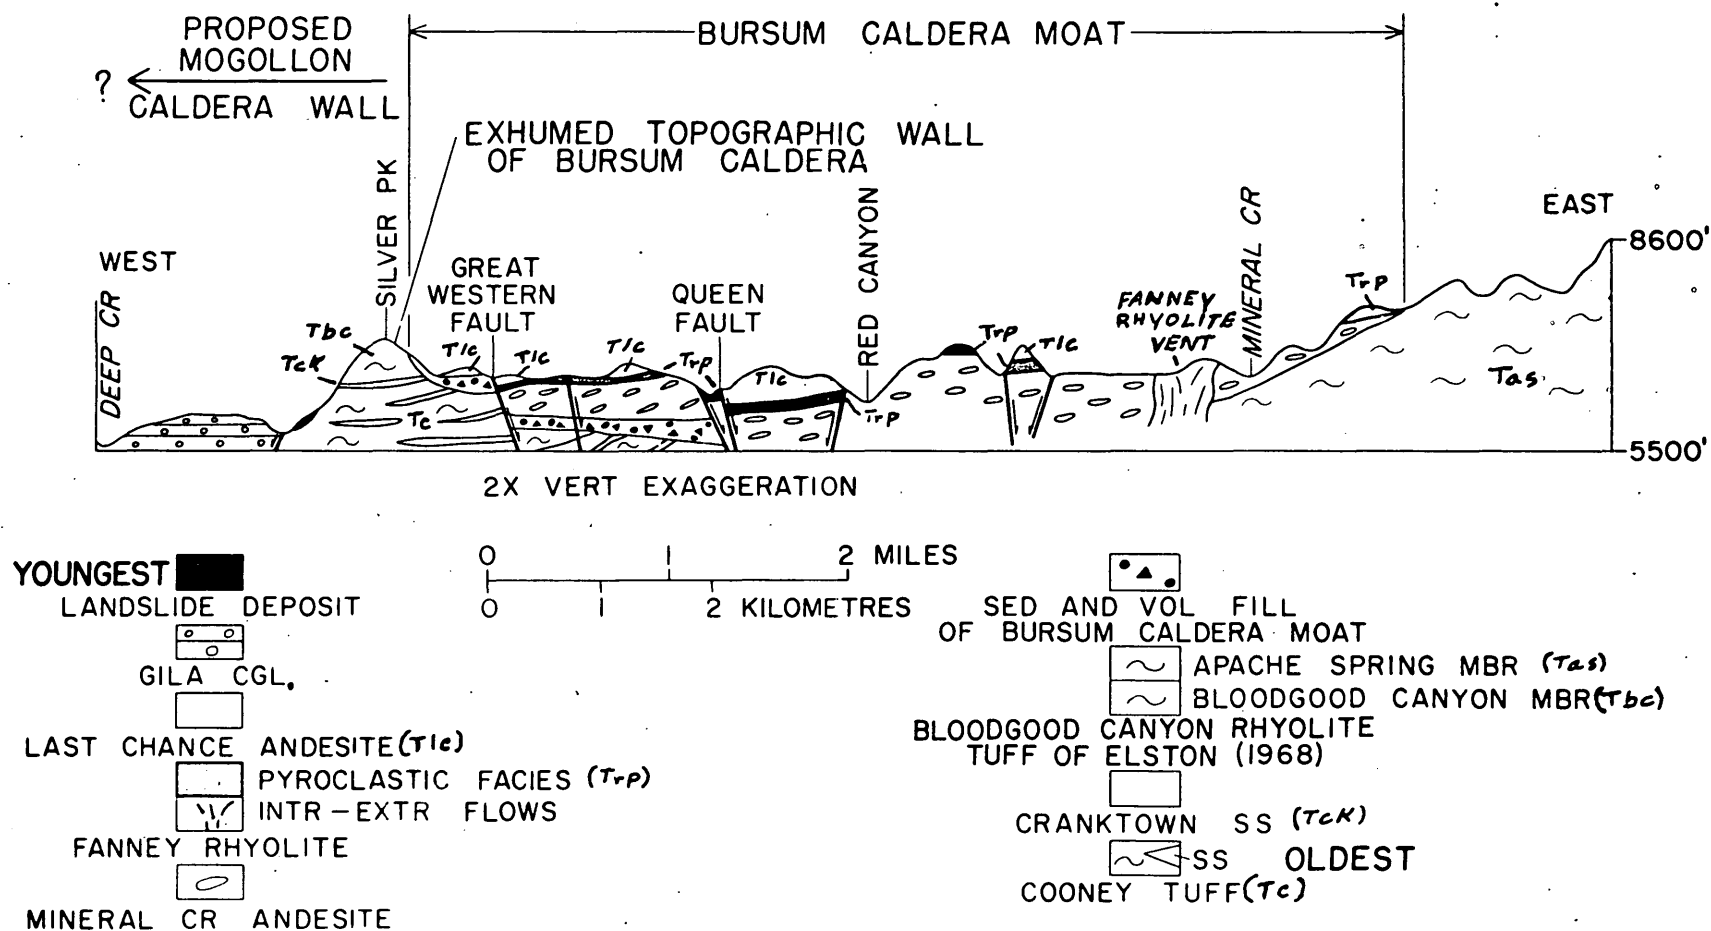 PROPOSED
MOGOLLON
?
CALDERA WALL
BURSUM CALDERA MOAT
EXHUMED TOPOGRAPHIC WALL
OF BURSUM CALDERA
WEST
EAST
DEEP CR
SILVER PK
GREAT
WESTERN
FAULT
QUEEN
FAULT
RED CANYON
FANNEY
RHYOLITE
VENT
MINERAL CR
8600'
5500'
Tbc
Tck
Tc
Tlc
Tlc
Tlc
Trp
Tlc
Trp
Trp
Tlc
Trp
Tas
2X VERT EXAGGERATION
0 1 2 MILES
0 1 2 KILOMETRES
YOUNGEST
LANDSLIDE DEPOSIT
GILA CGL.
LAST CHANCE ANDESITE (Tlc)
PYROCLASTIC FACIES (Trp)
INTR-EXTR FLOWS
FANNEY RHYOLITE
MINERAL CR ANDESITE
SED AND VOL FILL
OF BURSUM CALDERA MOAT
APACHE SPRING MBR (Tas)
BLOODGOOD CANYON MBR (Tbc)
BLOODGOOD CANYON RHYOLITE
TUFF OF ELSTON (1968)
CRANKTOWN SS (Tck)
SS OLDEST
COONEY TUFF (Tc)